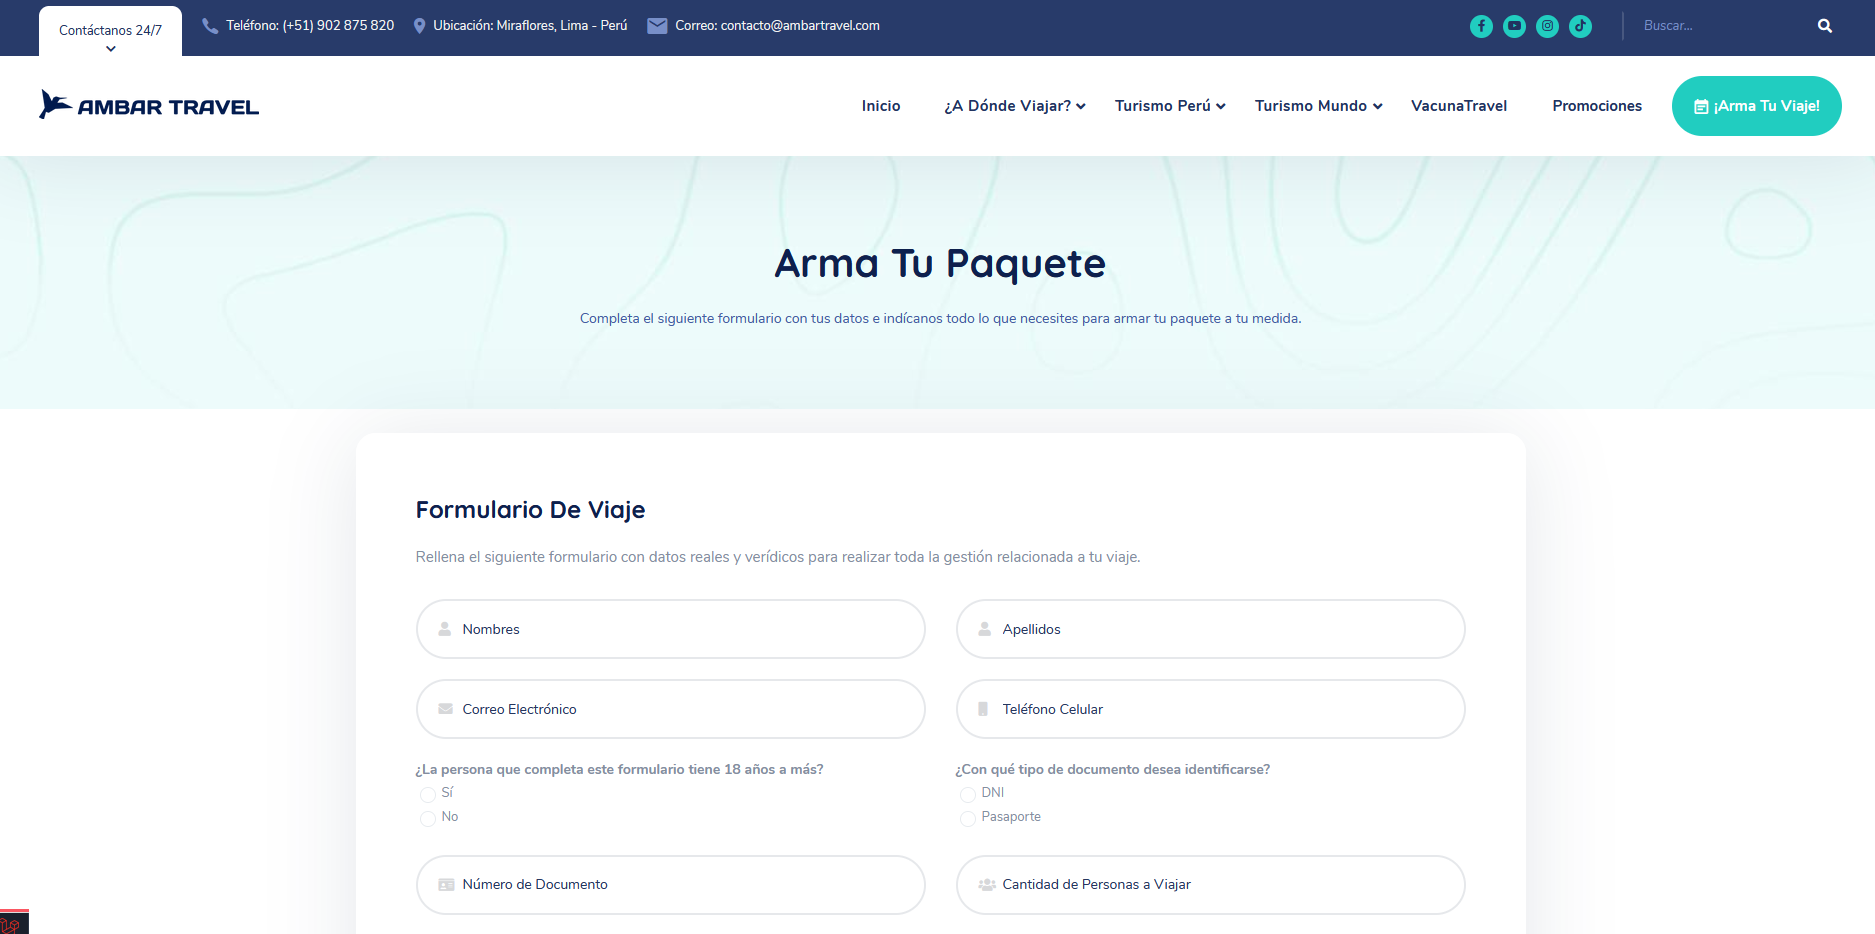 Contáctanos 24/7
Teléfono: (+51) 902 875 820
Ubicación: Miraflores, Lima - Perú
Correo: contacto@ambartravel.com
Buscar...
AMBAR TRAVEL
Inicio
¿A Dónde Viajar?
Turismo Perú
Turismo Mundo
VacunaTravel
Promociones
¡Arma Tu Viaje!
Arma Tu Paquete
Completa el siguiente formulario con tus datos e indícanos todo lo que necesites para armar tu paquete a tu medida.
Formulario De Viaje
Rellena el siguiente formulario con datos reales y verídicos para realizar toda la gestión relacionada a tu viaje.
Nombres
Apellidos
Correo Electrónico
Teléfono Celular
¿La persona que completa este formulario tiene 18 años a más?
Sí
No
¿Con qué tipo de documento desea identificarse?
DNI
Pasaporte
Número de Documento
Cantidad de Personas a Viajar